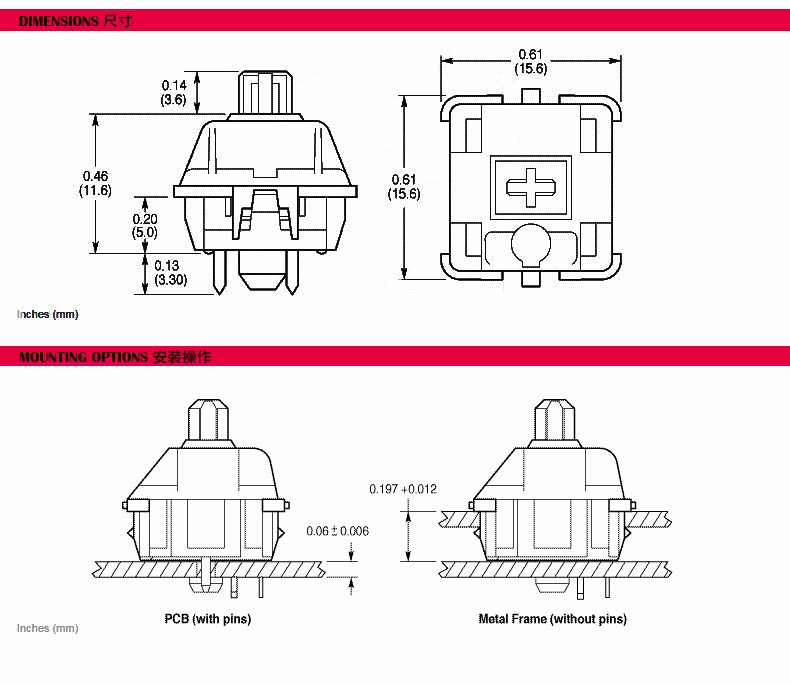 DIMENSIONS 尺寸
0.61
(15.6)
0.14
(3.6)
0.46
(11.6)
0.61
(15.6)
0.20
(5.0)
0.13
(3.30)
Inches (mm)
MOUNTING OPTIONS 安装操作
0.197 +0.012
0.06 ± 0.006
PCB (with pins)
Metal Frame (without pins)
Inches (mm)